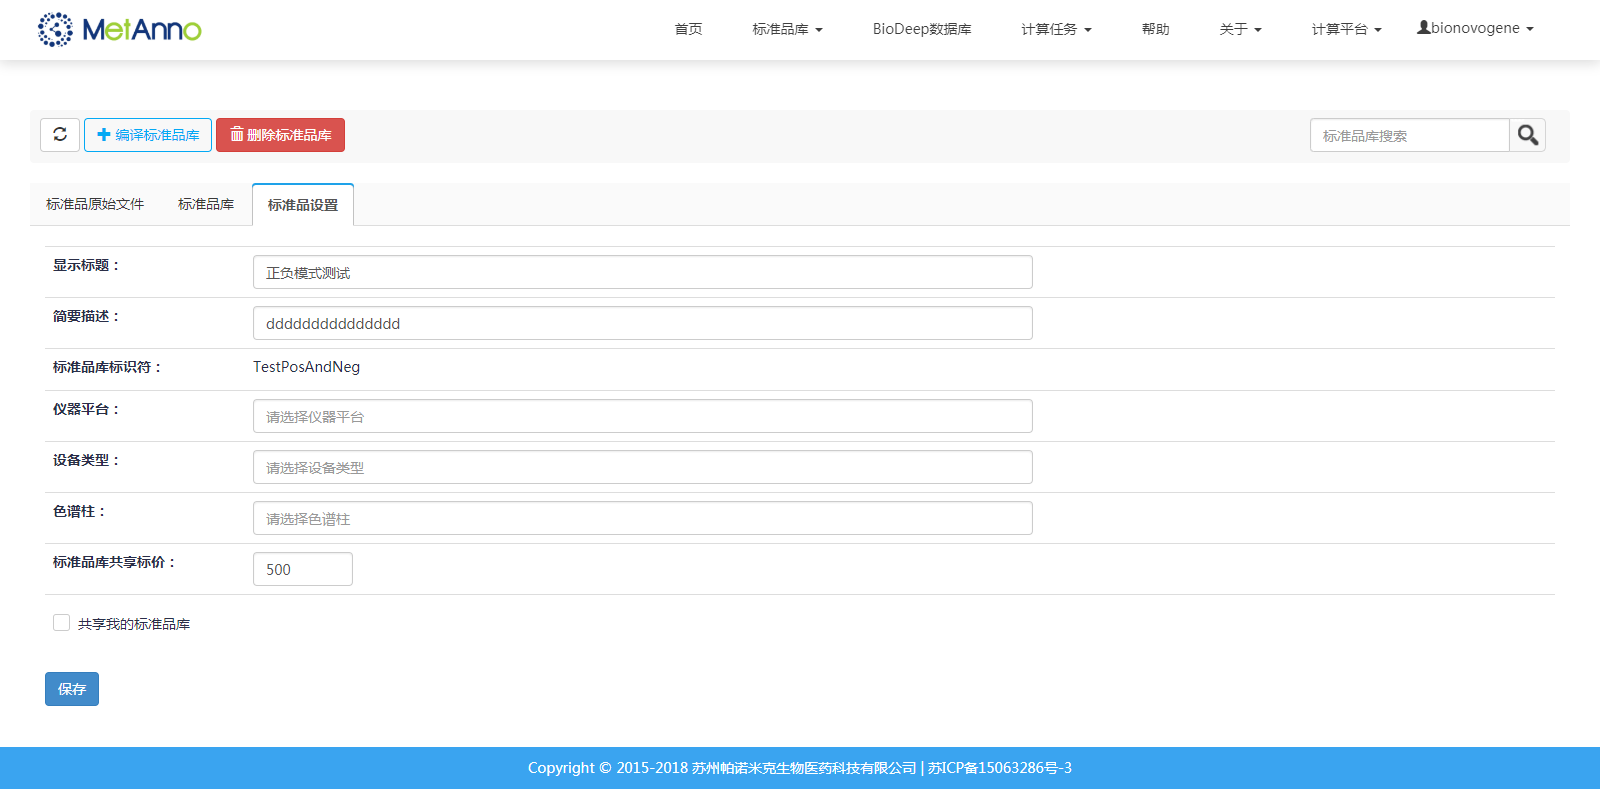 MetAnno 首页 标准品库 BioDeep数据库 计算任务 帮助 关于 计算平台 bionovogene
编译标准品库 删除标准品库 标准品库搜索
标准品原始文件 标准品库 标准品设置
显示标题： 正负模式测试
简要描述： ddddddddddddddd
标准品库标识符： TestPosAndNeg
仪器平台： 请选择仪器平台
设备类型： 请选择设备类型
色谱柱： 请选择色谱柱
标准品库共享标价： 500
共享我的标准品库
保存
Copyright © 2015-2018 苏州帕诺米克生物医药科技有限公司 | 苏ICP备15063286号-3